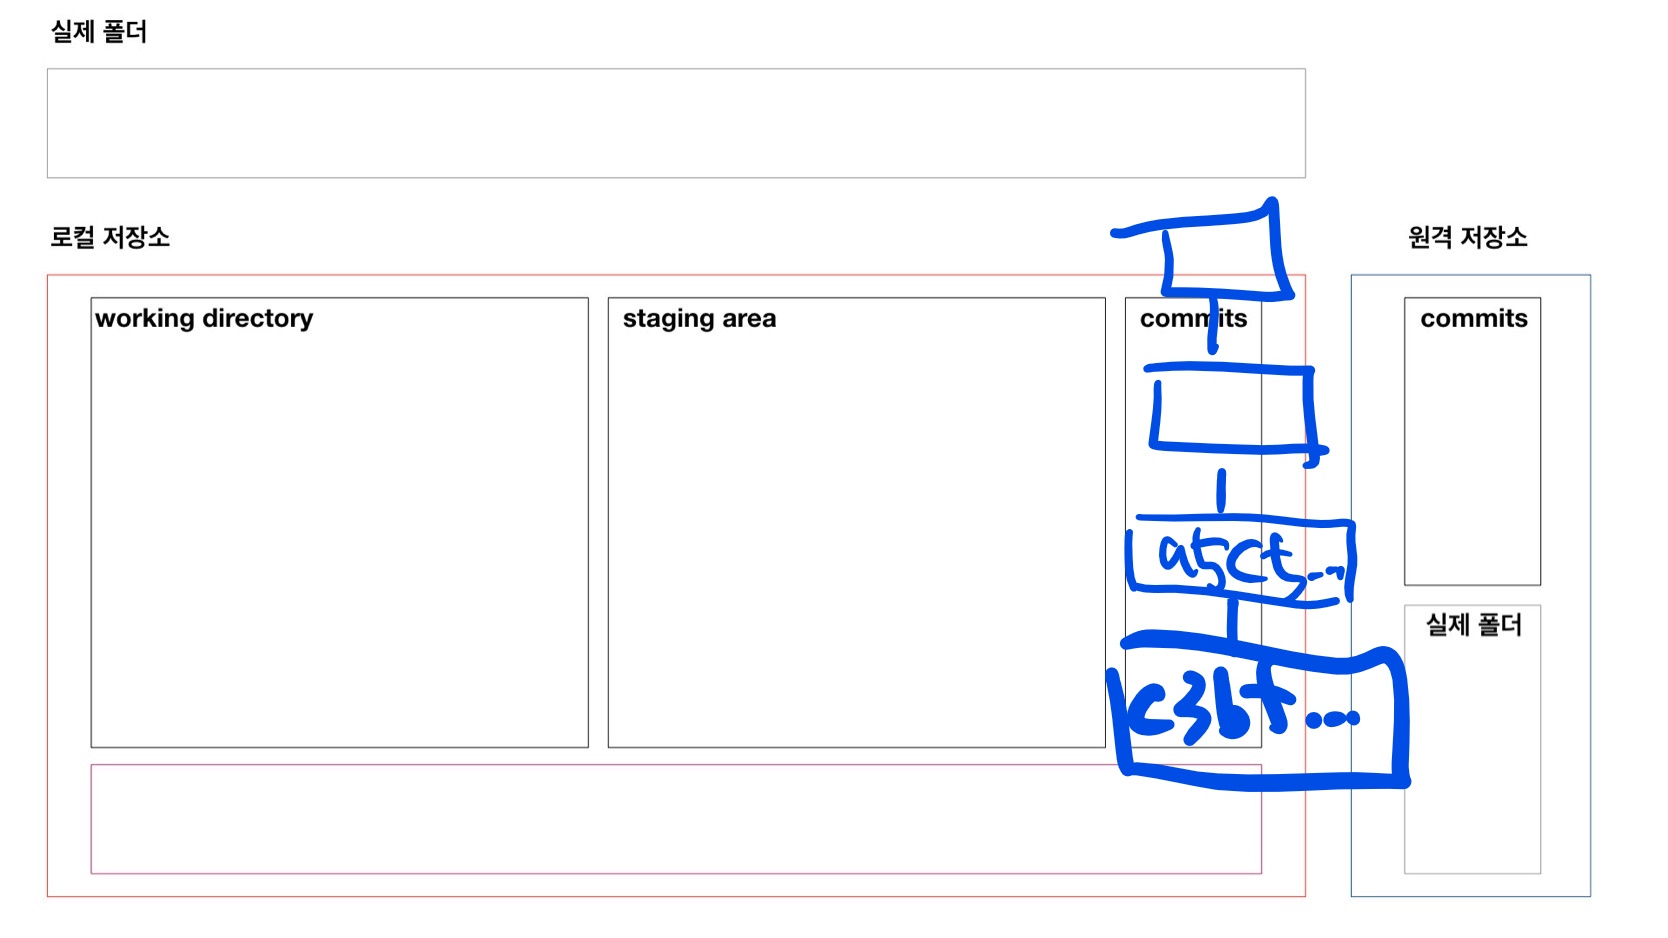 실제 폴더
로컬 저장소
원격 저장소
working directory
staging area
commits
commits
실제 폴더
a5ct...
c3bf...